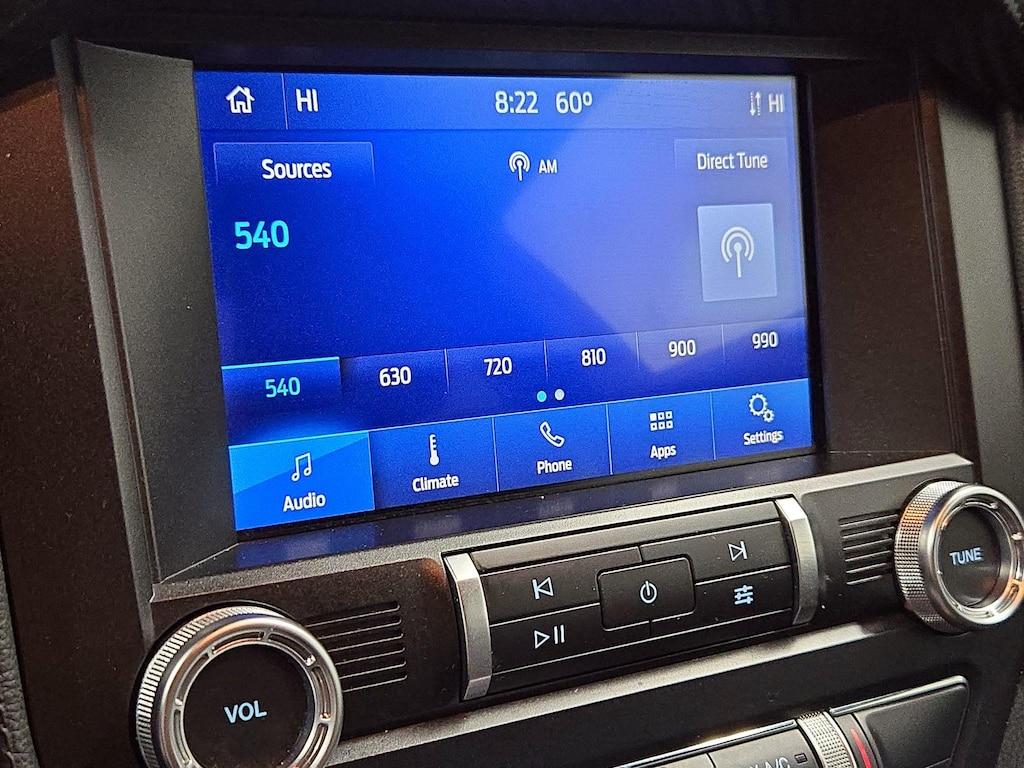 HI 8:22 60º HI
Sources AM Direct Tune
540
540 630 720 810 900 990
Audio Climate Phone Apps Settings
VOL
TUNE
A/C